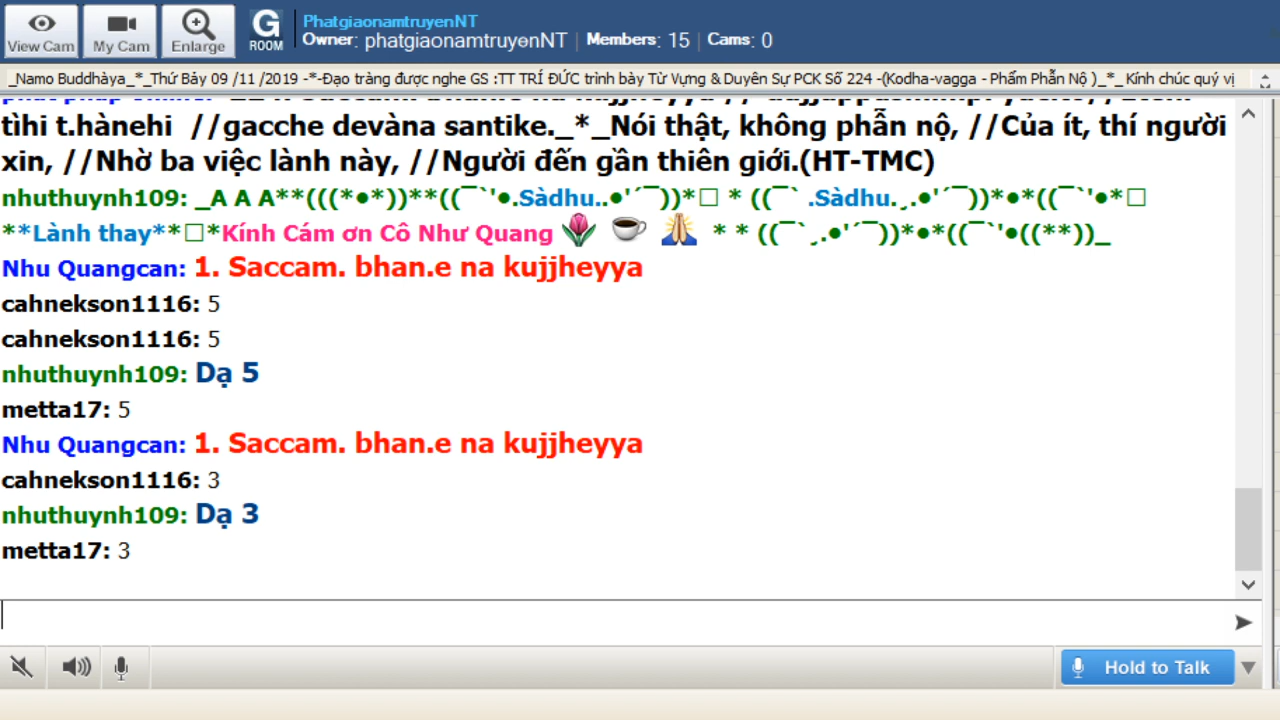 View Cam
My Cam
Enlarge
G
ROOM
PhatgiaonamtruyenNT
Owner: phatgiaonamtruyenNT | Members: 15 | Cams: 0
_Namo Buddhàya_*_Thứ Bảy 09 /11 /2019 -*-Đạo tràng được nghe GS :TT TRÍ ĐỨC trình bày Từ Vựng & Duyên Sự PCK Số 224 -(Kodha-vagga - Phẩm Phẫn Nộ )_*_ Kính chúc quý vị
tìhi t.hànehi //gacche devàna santike._*_Nói thật, không phẫn nộ, //Của ít, thí người
xin, //Nhờ ba việc lành này, //Người đến gần thiên giới.(HT-TMC)
nhuthuynh109: _A A A**(((*●*))**((¯`'●.Sàdhu..●'´¯))*□ * ((¯` .Sàdhu.¸.●'´¯))*●*((¯`'●*□
**Lành thay**□*Kính Cám ơn Cô Như Quang 🌷 ☕ 🙏 * * ((¯`¸.●'´¯))*●*((¯`'●((**))_
Nhu Quangcan: 1. Saccam. bhan.e na kujjheyya
cahnekson1116: 5
cahnekson1116: 5
nhuthuynh109: Dạ 5
metta17: 5
Nhu Quangcan: 1. Saccam. bhan.e na kujjheyya
cahnekson1116: 3
nhuthuynh109: Dạ 3
metta17: 3
Hold to Talk